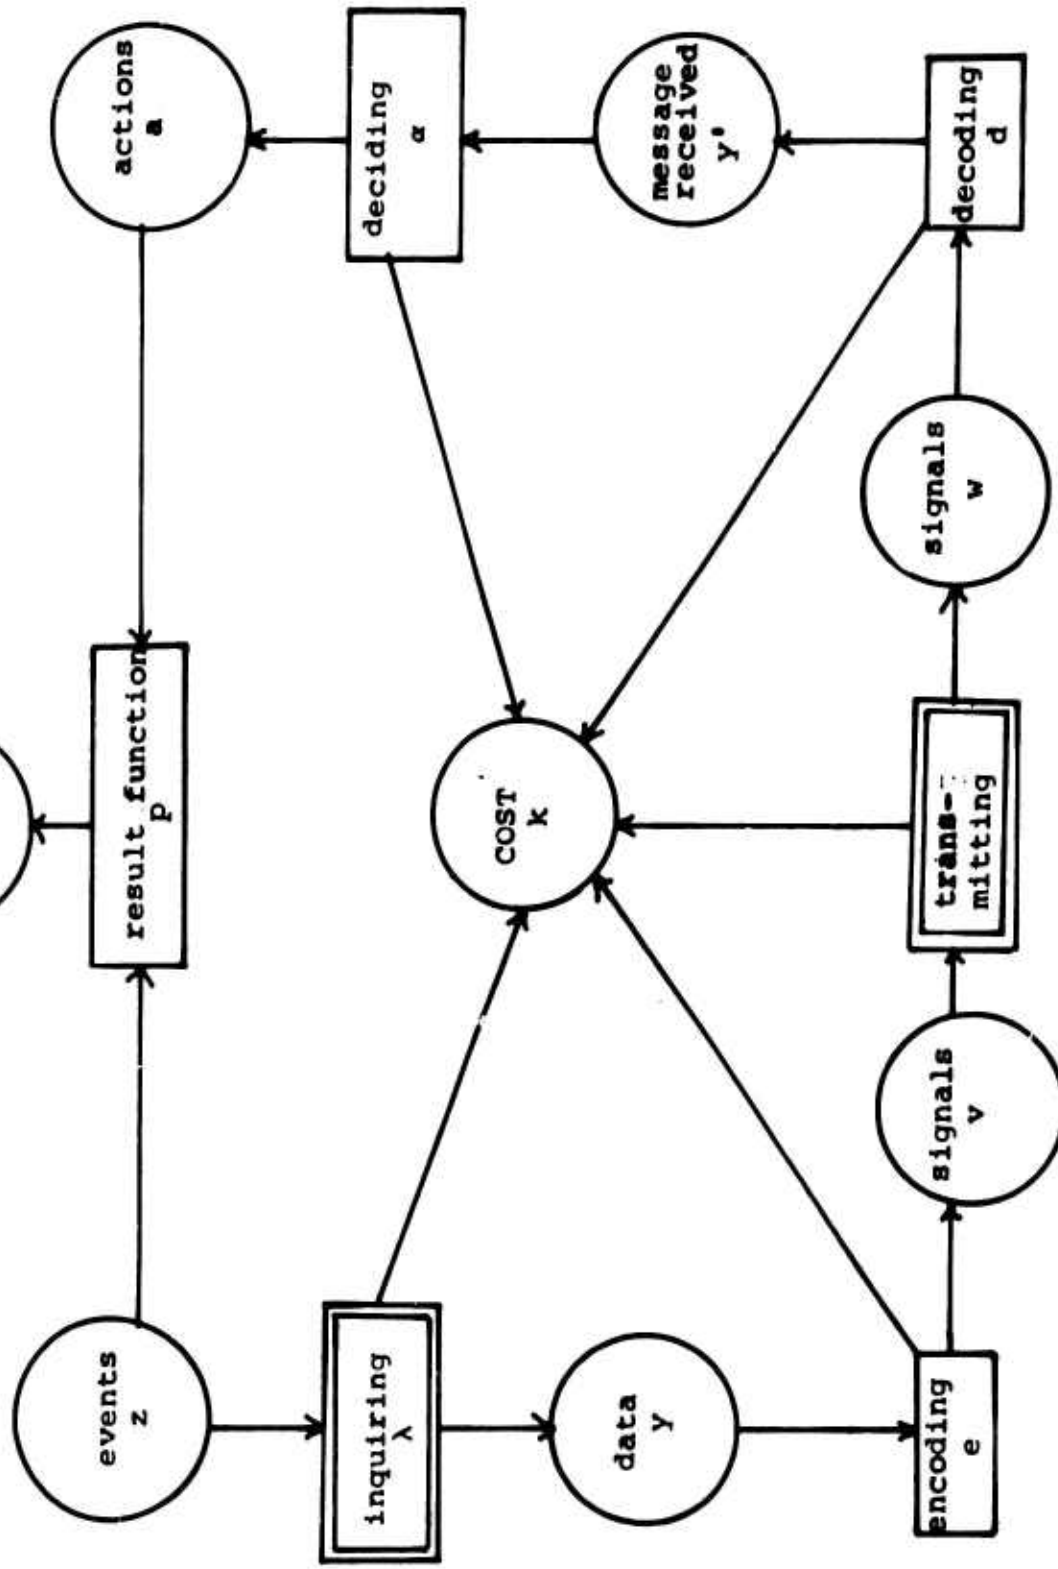 events
z
result function
p
actions
a
inquiring
λ
COST
k
deciding
α
data
y
message
received
y'
encoding
e
signals
v
trans-
mitting
signals
w
decoding
d